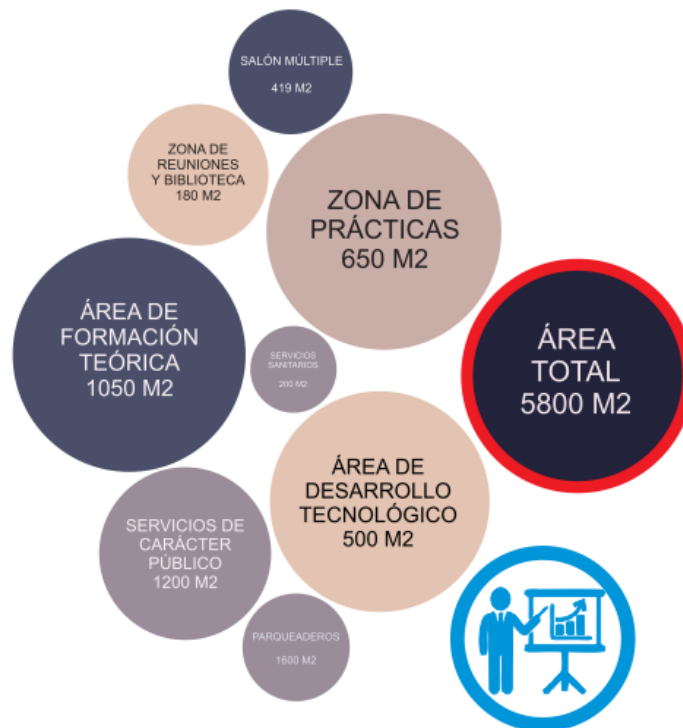 SALÓN MÚLTIPLE
419 M2
ZONA DE
REUNIONES
Y BIBLIOTECA
180 M2
ZONA DE
PRÁCTICAS
650 M2
ÁREA DE
FORMACIÓN
TEÓRICA
1050 M2
SERVICIOS
SANITARIOS
200 M2
ÁREA
TOTAL
5800 M2
ÁREA DE
DESARROLLO
TECNOLÓGICO
500 M2
SERVICIOS DE
CARÁCTER
PÚBLICO
1200 M2
PARQUEADEROS
1600 M2